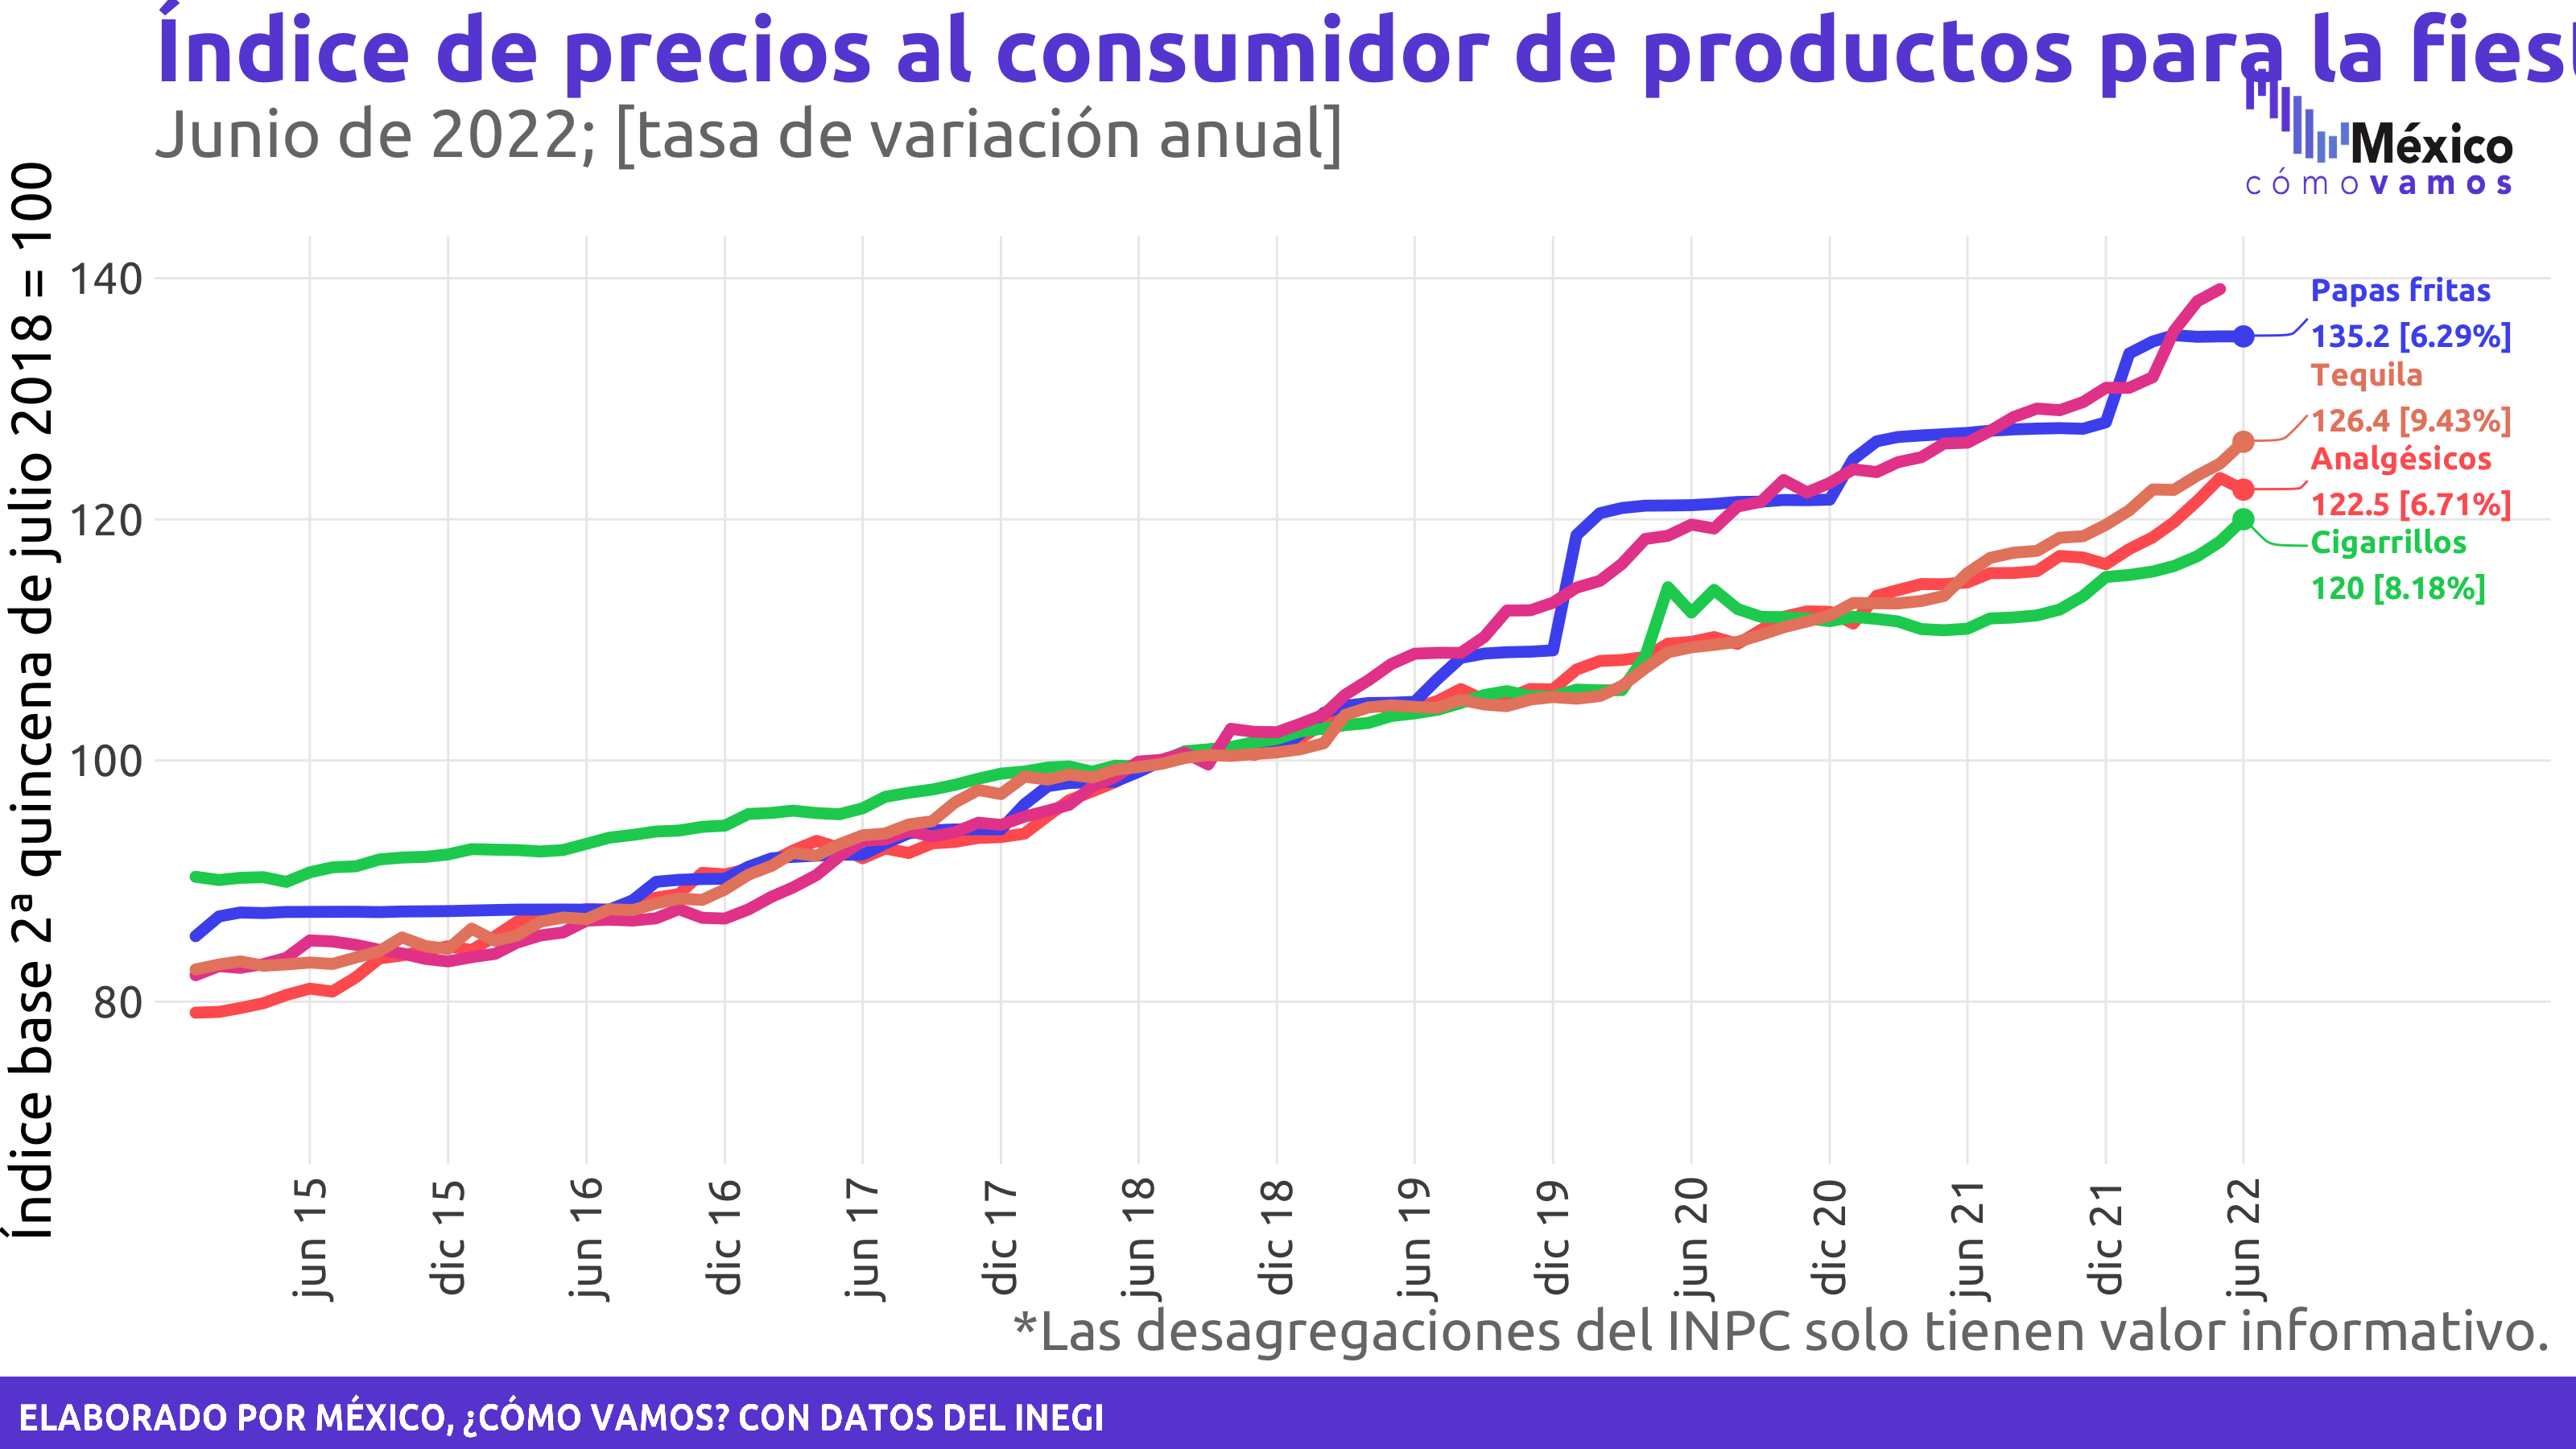 Índice de precios al consumidor de productos para la fies
Junio de 2022; [tasa de variación anual]
México
cómo vamos
Índice base 2ª quincena de julio 2018 = 100
140
120
100
80
Papas fritas
135.2 [6.29%]
Tequila
126.4 [9.43%]
Analgésicos
122.5 [6.71%]
Cigarrillos
120 [8.18%]
jun 15
dic 15
jun 16
dic 16
jun 17
dic 17
jun 18
dic 18
jun 19
dic 19
jun 20
dic 20
jun 21
dic 21
jun 22
*Las desagregaciones del INPC solo tienen valor informativo.
ELABORADO POR MÉXICO, ¿CÓMO VAMOS? CON DATOS DEL INEGI